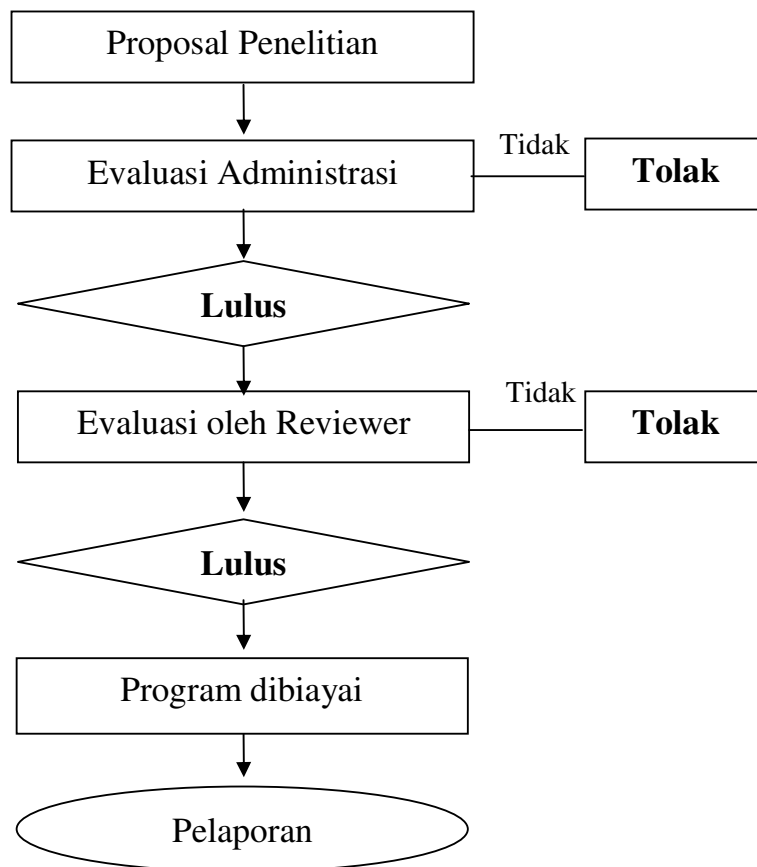 Proposal Penelitian
Evaluasi Administrasi
Tidak
Tolak
Lulus
Evaluasi oleh Reviewer
Tidak
Tolak
Lulus
Program dibiayai
Pelaporan